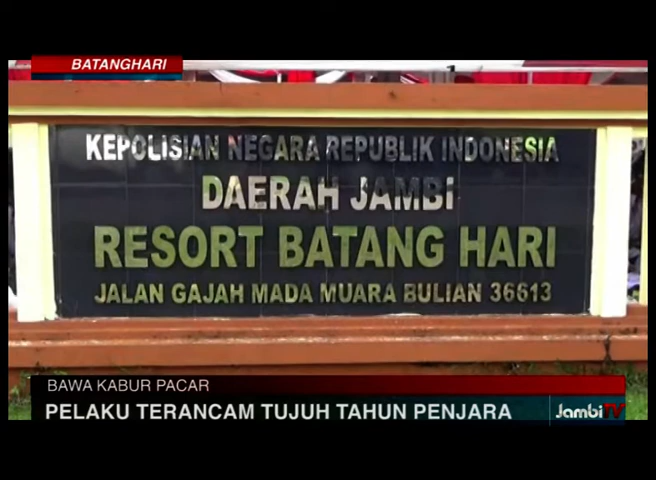 BATANGHARI
KEPOLISIAN NEGARA REPUBLIK INDONESIA
DAERAH JAMBI
RESORT BATANG HARI
JALAN GAJAH MADA MUARA BULIAN 36613
BAWA KABUR PACAR
PELAKU TERANCAM TUJUH TAHUN PENJARA
JambiTV